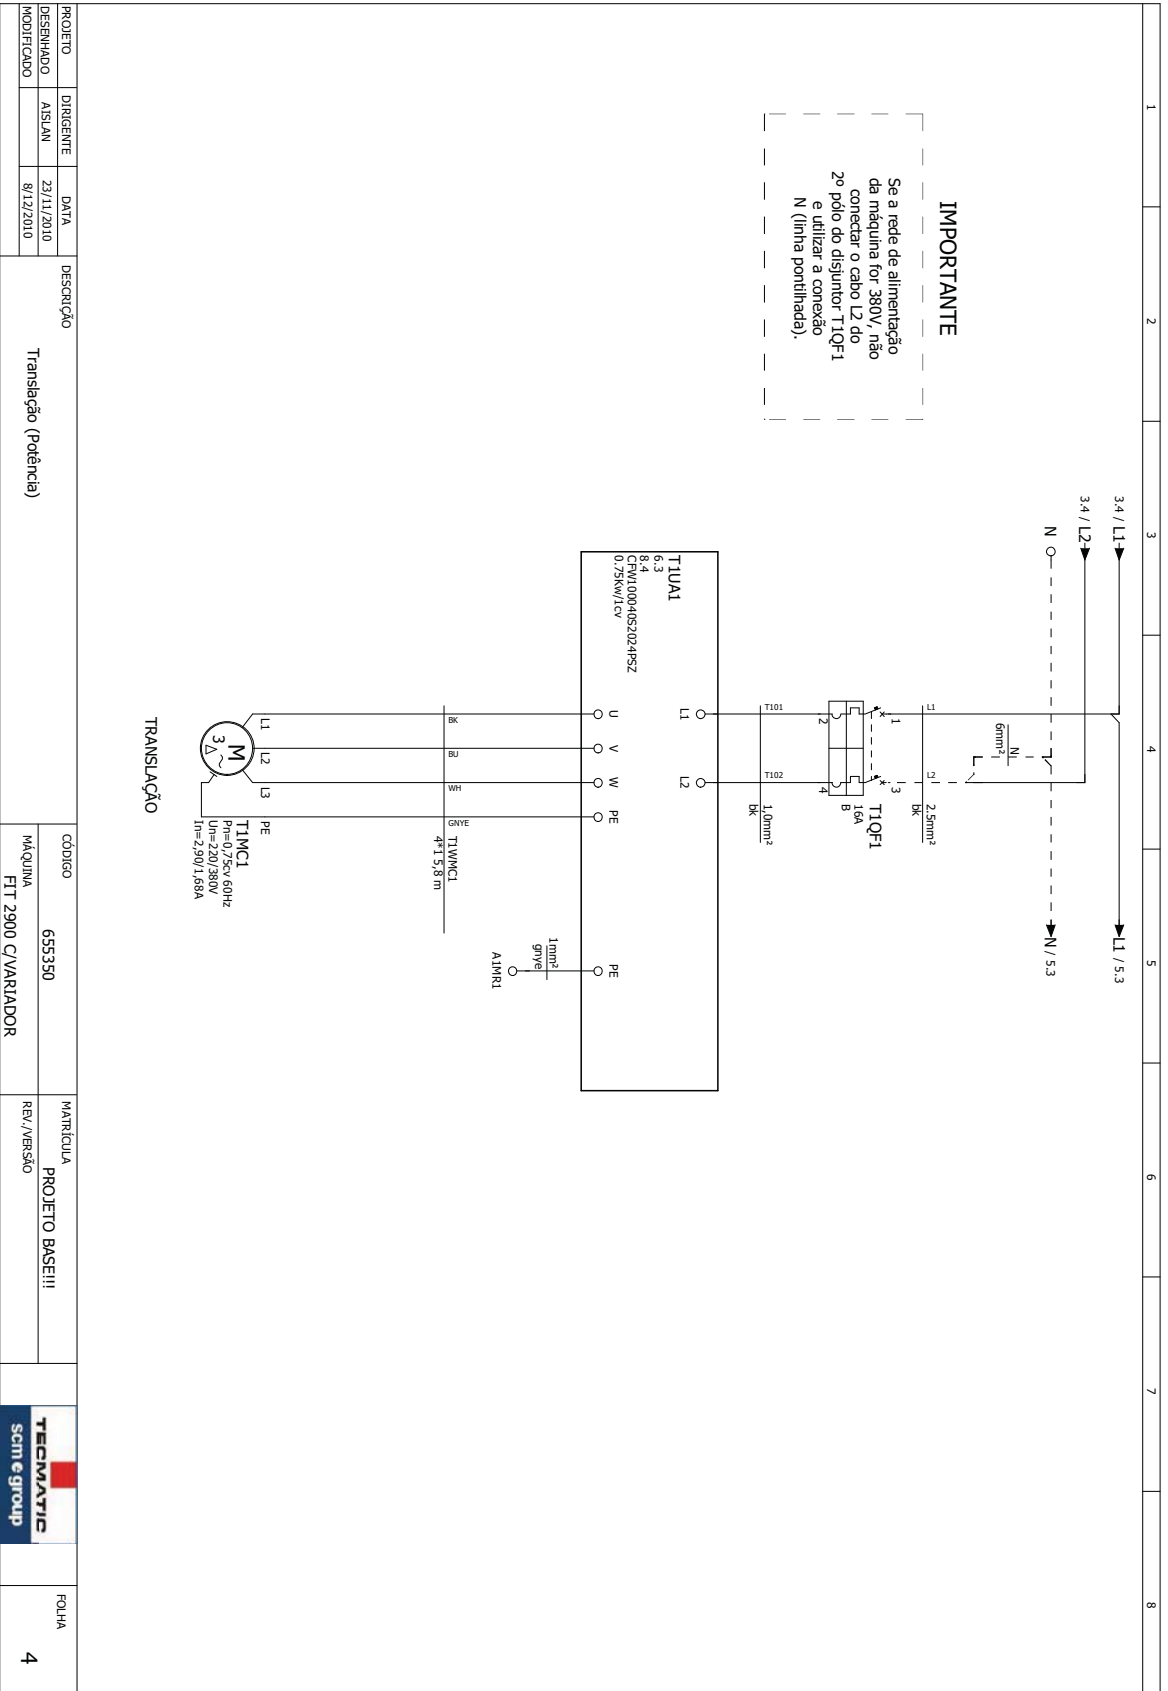 1
2
3
4
5
6
7
8
IMPORTANTE
Se a rede de alimentação
da máquina for 380V, não
conectar o cabo L2 do
2º pólo do disjuntor T1QF1
e utilizar a conexão
N (linha pontilhada).
3.4 / L1
3.4 / L2
N
L1 / 5.3
N / 5.3
N
6mm²
L1
L2
2.5mm²
bk
1
3
T1QF1
16A
B
2
4
T101
T102
1,0mm²
bk
L1
L2
T1UA1
6.3
8.4
CFW100040S2024PSZ
0.75Kw/1cv
U
V
W
PE
PE
1mm²
gnye
A1MR1
BK
BU
WH
GNYE
T1WMC1
4*1 5,8 m
L1
L2
L3
PE
M
3
T1MC1
Pn=0,75cv 60Hz
Un=220/380V
In=2,90/1,68A
TRANSLAÇÃO
PROJETO
DIRIGENTE
DATA
DESCRIÇÃO
CÓDIGO
655350
MATRÍCULA
PROJETO BASE!!!
FOLHA
DESENHADO
AISLAN
23/11/2010
Translação (Potência)
MODIFICADO
8/12/2010
MÁQUINA
FIT 2900 C/VARIADOR
REV./VERSÃO
TECMATIC
scm group
4